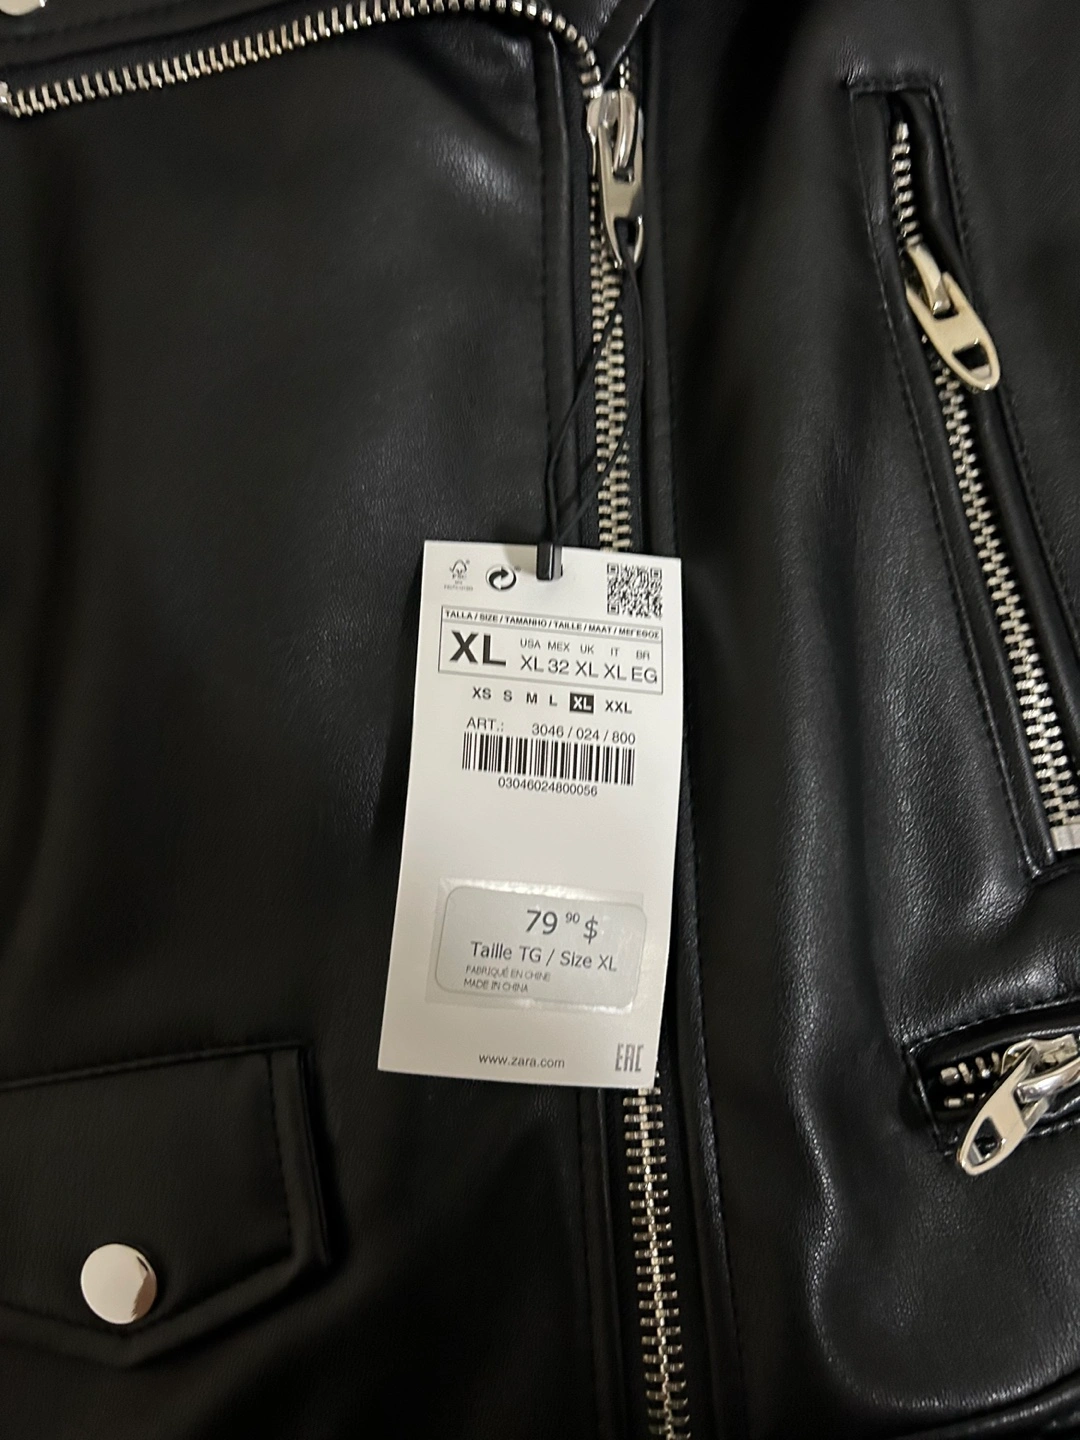 FSC
TALLA / SIZE / TAMANHO / TAILLE / MAAT / ΜΕΓΕΘΟΣ
XL
USA MEX UK IT BR
XL 32 XL XL EG
XS S M L XL XXL
ART.: 3046 / 024 / 800
03046024800056
79 90 $
Taille TG / Size XL
FABRIQUÉ EN CHINE
MADE IN CHINA
www.zara.com
EAC